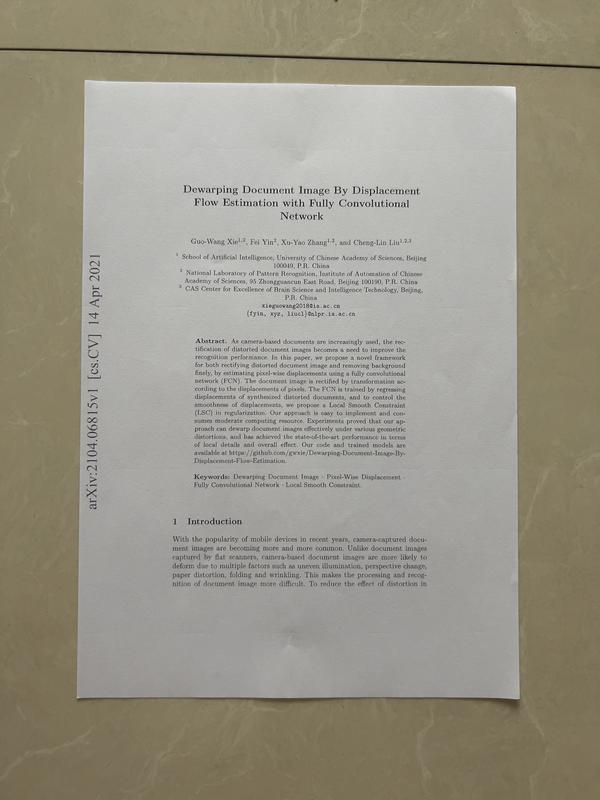 Dewarping Document Image By Displacement
Flow Estimation with Fully Convolutional
Network
Guo-Wang Xie1,2, Fei Yin2, Xu-Yao Zhang1,2, and Cheng-Lin Liu1,2,3
1 School of Artificial Intelligence, University of Chinese Academy of Sciences, Beijing
100049, P.R. China
2 National Laboratory of Pattern Recognition, Institute of Automation of Chinese
Academy of Sciences, 95 Zhongguancun East Road, Beijing 100190, P.R. China
3 CAS Center for Excellence of Brain Science and Intelligence Technology, Beijing,
P.R. China
xieguowang2018@ia.ac.cn
{fyin, xyz, liucl}@nlpr.ia.ac.cn
Abstract. As camera-based documents are increasingly used, the rec-
tification of distorted document images becomes a need to improve the
recognition performance. In this paper, we propose a novel framework
for both rectifying distorted document image and removing background
finely, by estimating pixel-wise displacements using a fully convolutional
network (FCN). The document image is rectified by transformation ac-
cording to the displacements of pixels. The FCN is trained by regressing
displacements of synthesized distorted documents, and to control the
smoothness of displacements, we propose a Local Smooth Constraint
(LSC) in regularization. Our approach is easy to implement and con-
sumes moderate computing resource. Experiments proved that our ap-
proach can dewarp document images effectively under various geometric
distortions, and has achieved the state-of-the-art performance in terms
of local details and overall effect. Our code and trained models are
available at https://github.com/gwxie/Dewarping-Document-Image-By-
Displacement-Flow-Estimation.
Keywords: Dewarping Document Image · Pixel-Wise Displacement ·
Fully Convolutional Network · Local Smooth Constraint.
1 Introduction
With the popularity of mobile devices in recent years, camera-captured docu-
ment images are becoming more and more common. Unlike document images
captured by flat scanners, camera-based document images are more likely to
deform due to multiple factors such as uneven illumination, perspective change,
paper distortion, folding and wrinkling. This makes the processing and recog-
nition of document image more difficult. To reduce the effect of distortion in
arXiv:2104.06815v1 [cs.CV] 14 Apr 2021